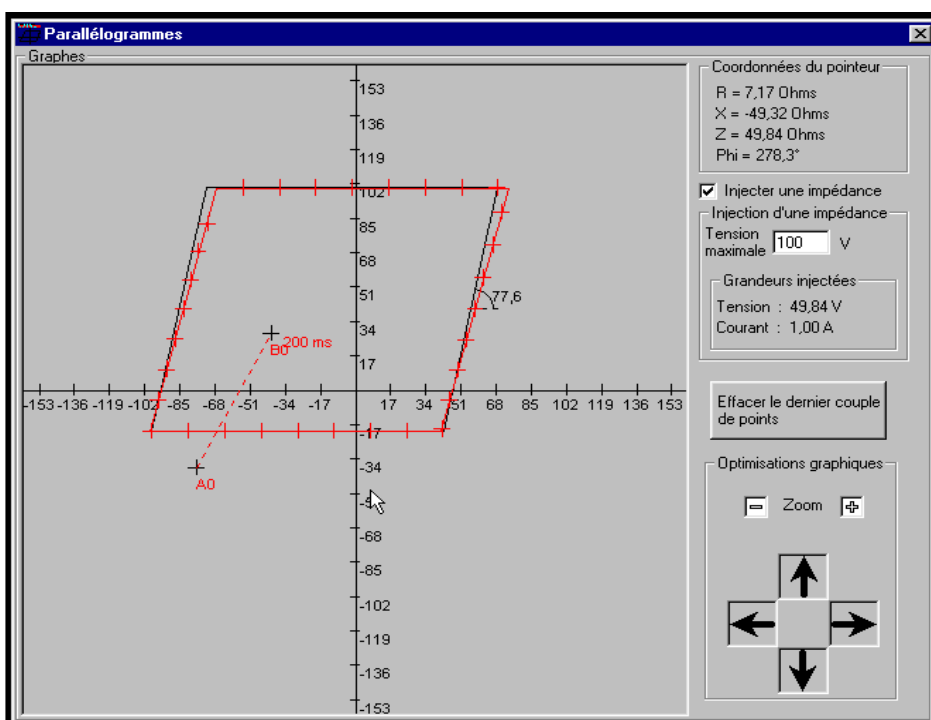 Parallélogrammes
Graphes
153
136
119
102
85
68
51
34
17
-153 -136 -119 -102 -85 -68 -51 -34 -17 17 34 51 68 85 102 119 136 153
-17
-34
-68
-85
-102
-119
-136
-153
77,6
B0 200 ms
A0
Coordonnées du pointeur
R = 7,17 Ohms
X = -49,32 Ohms
Z = 49,84 Ohms
Phi = 278,3°
Injecter une impédance
Injection d'une impédance
Tension maximale 100 V
Grandeurs injectées
Tension : 49,84 V
Courant : 1,00 A
Effacer le dernier couple
de points
Optimisations graphiques
Zoom